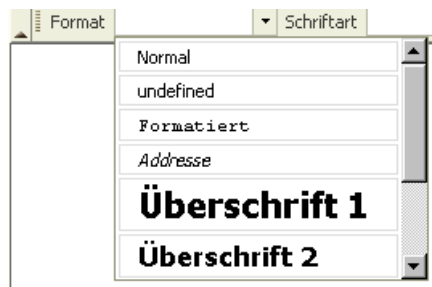 Format Schriftart
Normal
undefined
Formatiert
Addresse
Überschrift 1
Überschrift 2